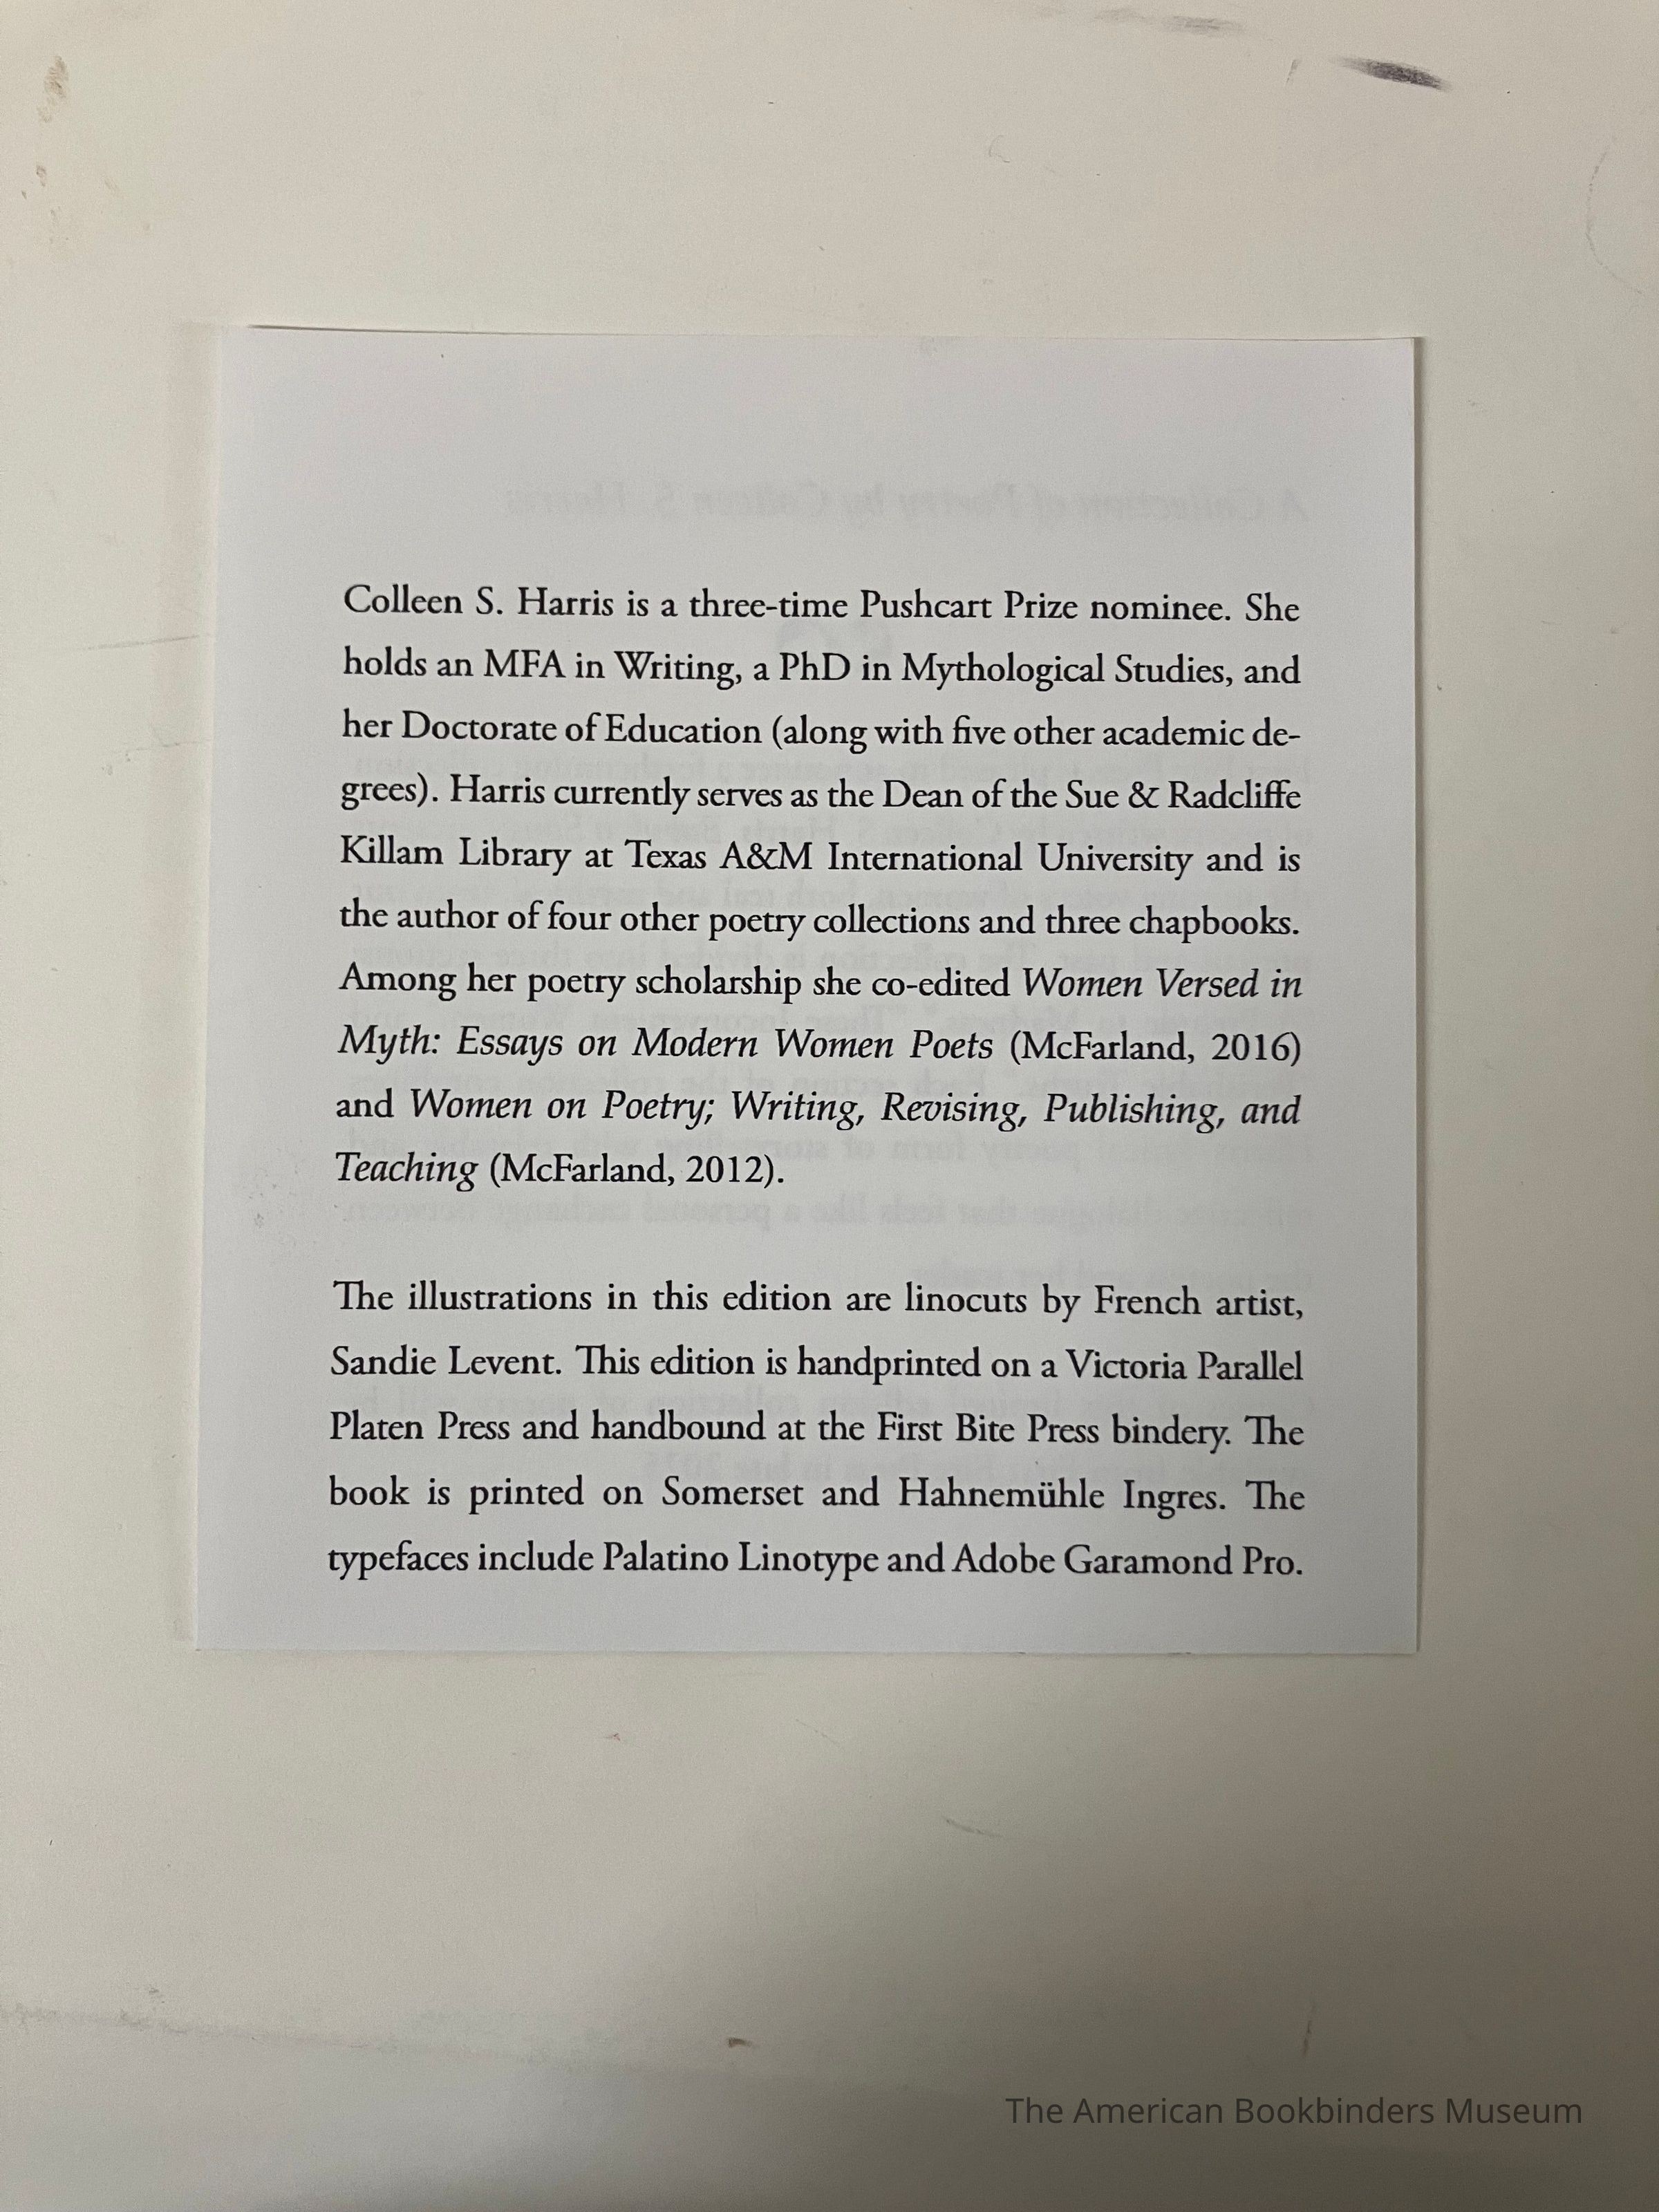 A Collection of Poetry by Colleen S. Harris
Colleen S. Harris is a three-time Pushcart Prize nominee. She
holds an MFA in Writing, a PhD in Mythological Studies, and
her Doctorate of Education (along with five other academic de-
grees). Harris currently serves as the Dean of the Sue & Radcliffe
Killam Library at Texas A&M International University and is
the author of four other poetry collections and three chapbooks.
Among her poetry scholarship she co-edited Women Versed in
Myth: Essays on Modern Women Poets (McFarland, 2016)
and Women on Poetry; Writing, Revising, Publishing, and
Teaching (McFarland, 2012).
The illustrations in this edition are linocuts by French artist,
Sandie Levent. This edition is handprinted on a Victoria Parallel
Platen Press and handbound at the First Bite Press bindery. The
book is printed on Somerset and Hahnemühle Ingres. The
typefaces include Palatino Linotype and Adobe Garamond Pro.
The American Bookbinders Museum